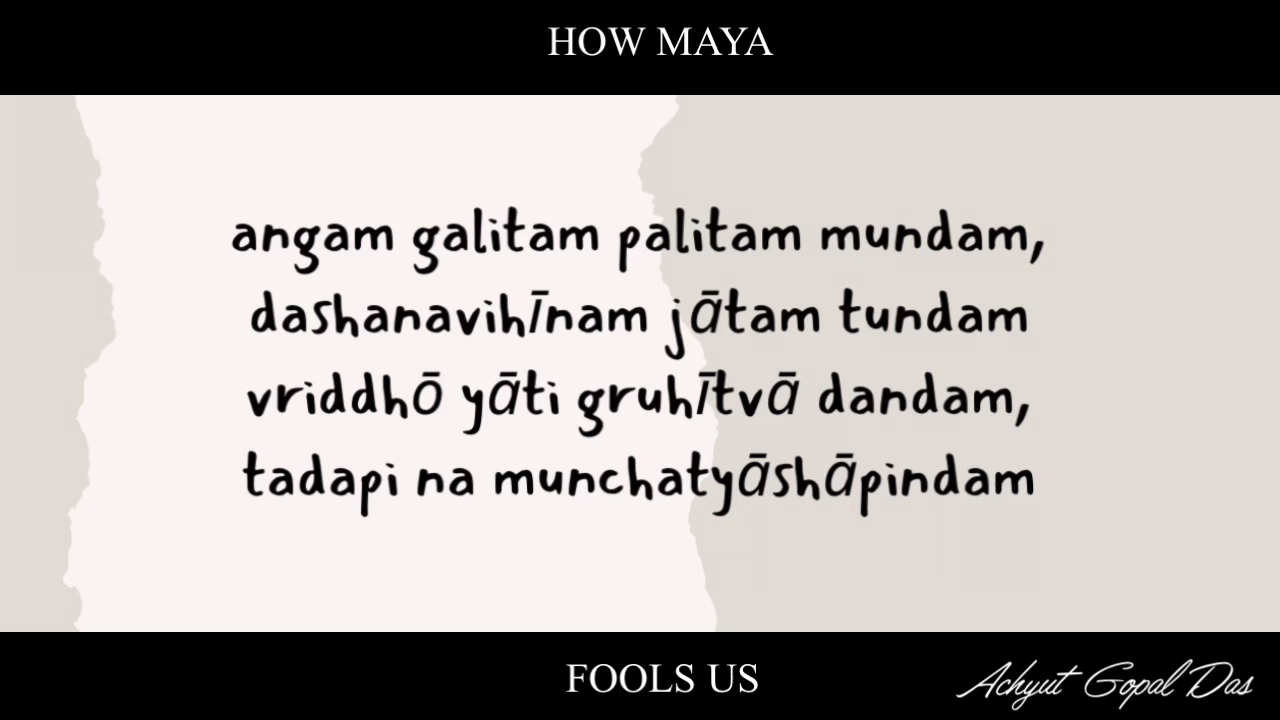 HOW MAYA
angam galitam palitam mundam,
dashanavihīnam jātam tundam
vriddhō yāti gruhītvā dandam,
tadapi na munchatyāshāpindam
FOOLS US
Achyut Gopal Das